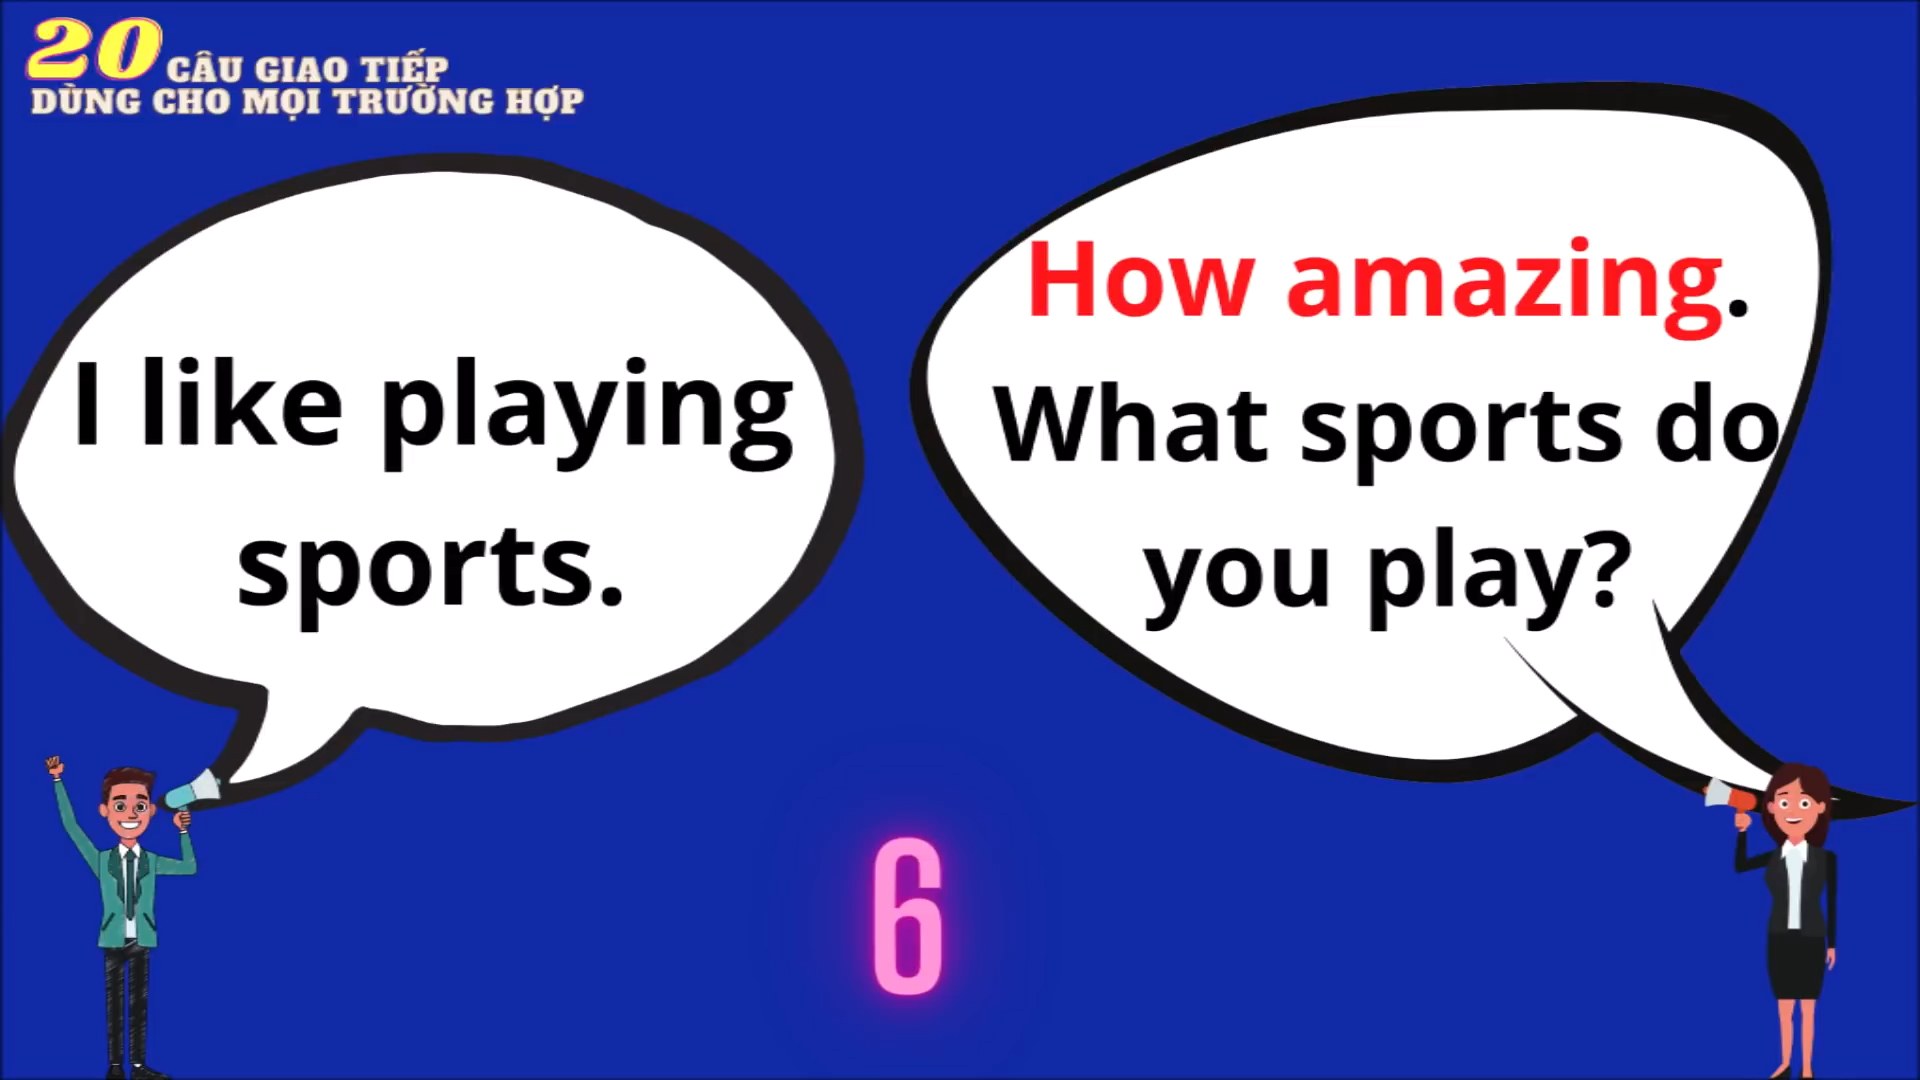 20 CÂU GIAO TIẾP
DÙNG CHO MỌI TRƯỜNG HỢP
I like playing
sports.
How amazing.
What sports do
you play?
6